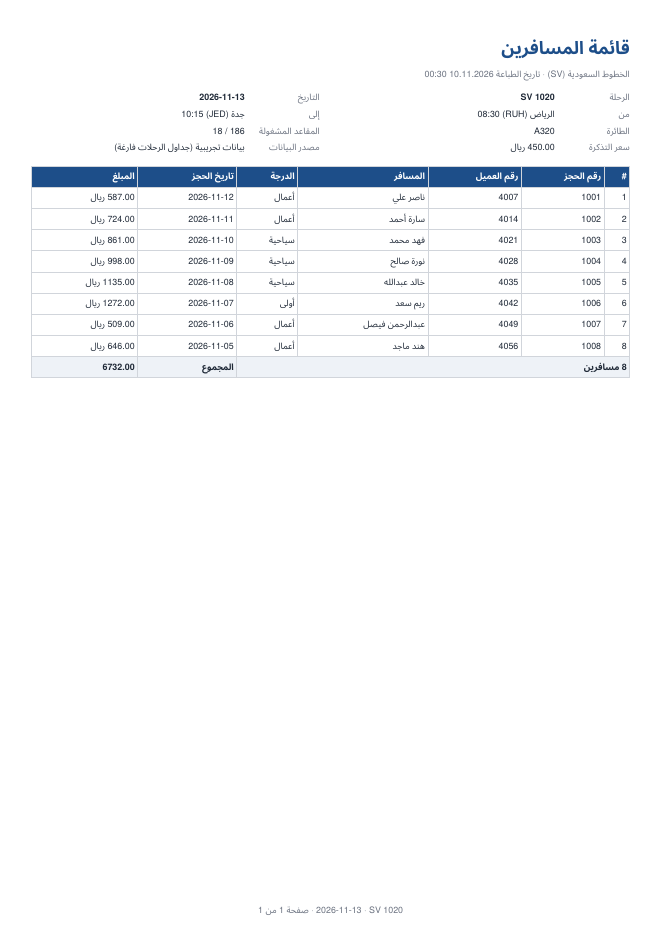 قائمة المسافرين
الخطوط السعودية (SV) · تاريخ الطباعة 10.11.2026 00:30
الرحلة SV 1020 التاريخ 2026-11-13
من الرياض (RUH) 08:30 إلى جدة (JED) 10:15
الطائرة A320 المقاعد المشغولة 18 / 186
سعر التذكرة 450.00 ريال مصدر البيانات بيانات تجريبية (جداول الرحلات فارغة)
# رقم الحجز رقم العميل المسافر الدرجة تاريخ الحجز المبلغ
1 1001 4007 ناصر علي أعمال 2026-11-12 587.00 ريال
2 1002 4014 سارة أحمد أعمال 2026-11-11 724.00 ريال
3 1003 4021 فهد محمد سياحية 2026-11-10 861.00 ريال
4 1004 4028 نورة صالح سياحية 2026-11-09 998.00 ريال
5 1005 4035 خالد عبدالله سياحية 2026-11-08 1135.00 ريال
6 1006 4042 ريم سعد أولى 2026-11-07 1272.00 ريال
7 1007 4049 عبدالرحمن فيصل أعمال 2026-11-06 509.00 ريال
8 1008 4056 هند ماجد أعمال 2026-11-05 646.00 ريال
8 مسافرين المجموع 6732.00
SV 1020 · 2026-11-13 · صفحة 1 من 1